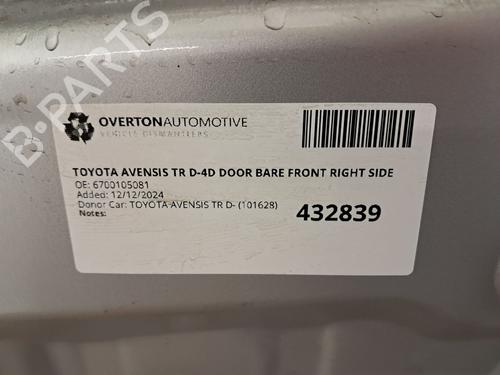 B-PARTS
OVERTONAUTOMOTIVE
VEHICLE DISMANTLERS
TOYOTA AVENSIS TR D-4D DOOR BARE FRONT RIGHT SIDE
OE: 6700105081
Added: 12/12/2024
Donor Car: TOYOTA AVENSIS TR D- (101628)
Notes:
432839